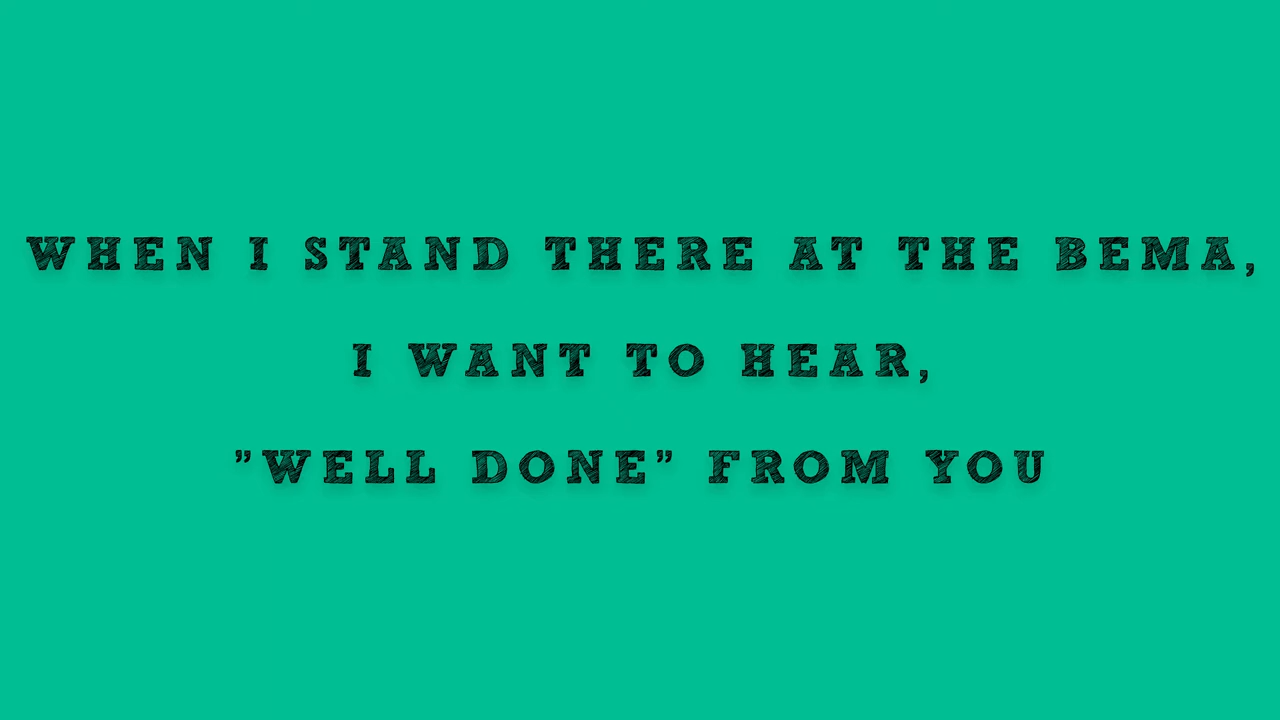 WHEN I STAND THERE AT THE BEMA,
I WANT TO HEAR,
”WELL DONE” FROM YOU